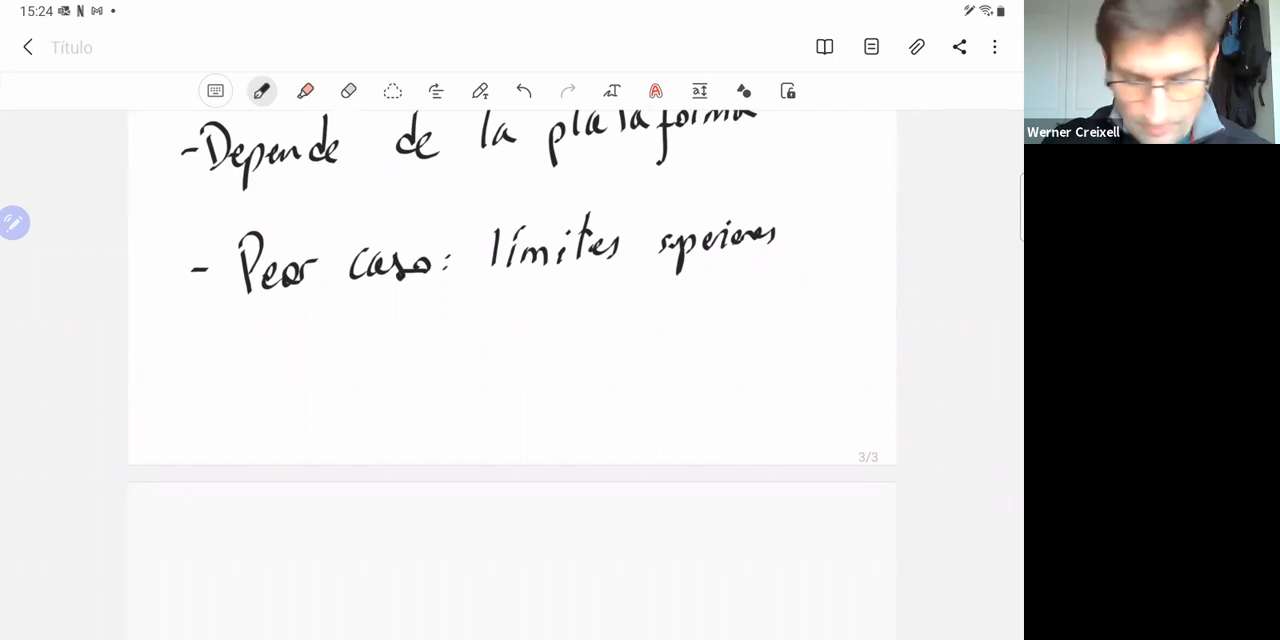 15:24
Título
-Depende de la plataforma
- Peor caso: límites superiores
3/3
Werner Creixell